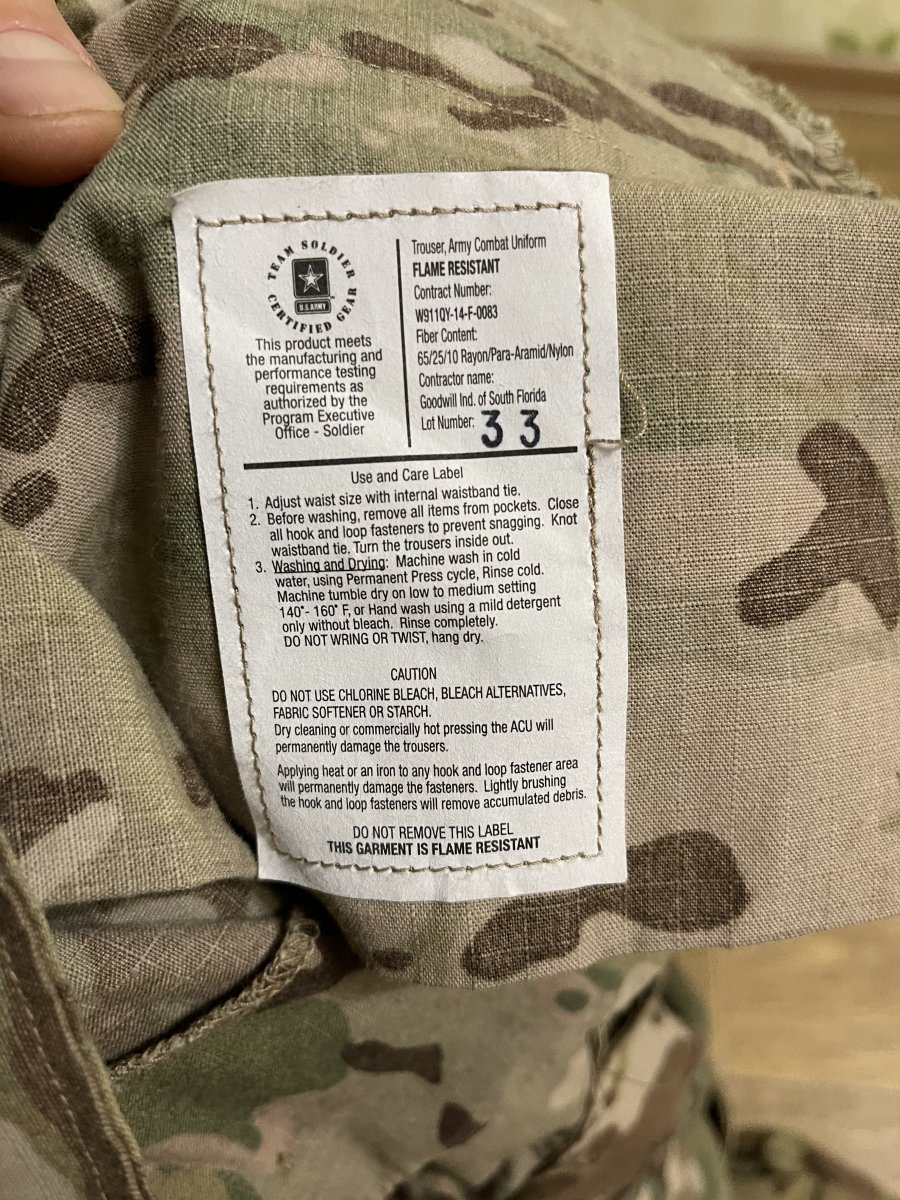 TEAM SOLDIER
U.S.ARMY
CERTIFIED GEAR
This product meets
the manufacturing and
performance testing
requirements as
authorized by the
Program Executive
Office - Soldier
Trouser, Army Combat Uniform
FLAME RESISTANT
Contract Number:
W911QY-14-F-0083
Fiber Content:
65/25/10 Rayon/Para-Aramid/Nylon
Contractor name:
Goodwill Ind. of South Florida
Lot Number: 33
Use and Care Label
1. Adjust waist size with internal waistband tie.
2. Before washing, remove all items from pockets. Close
all hook and loop fasteners to prevent snagging. Knot
waistband tie. Turn the trousers inside out.
3. Washing and Drying: Machine wash in cold
water, using Permanent Press cycle, Rinse cold.
Machine tumble dry on low to medium setting
140°- 160° F, or Hand wash using a mild detergent
only without bleach. Rinse completely.
DO NOT WRING OR TWIST, hang dry.
CAUTION
DO NOT USE CHLORINE BLEACH, BLEACH ALTERNATIVES,
FABRIC SOFTENER OR STARCH.
Dry cleaning or commercially hot pressing the ACU will
permanently damage the trousers.
Applying heat or an iron to any hook and loop fastener area
will permanently damage the fasteners. Lightly brushing
the hook and loop fasteners will remove accumulated debris.
DO NOT REMOVE THIS LABEL
THIS GARMENT IS FLAME RESISTANT